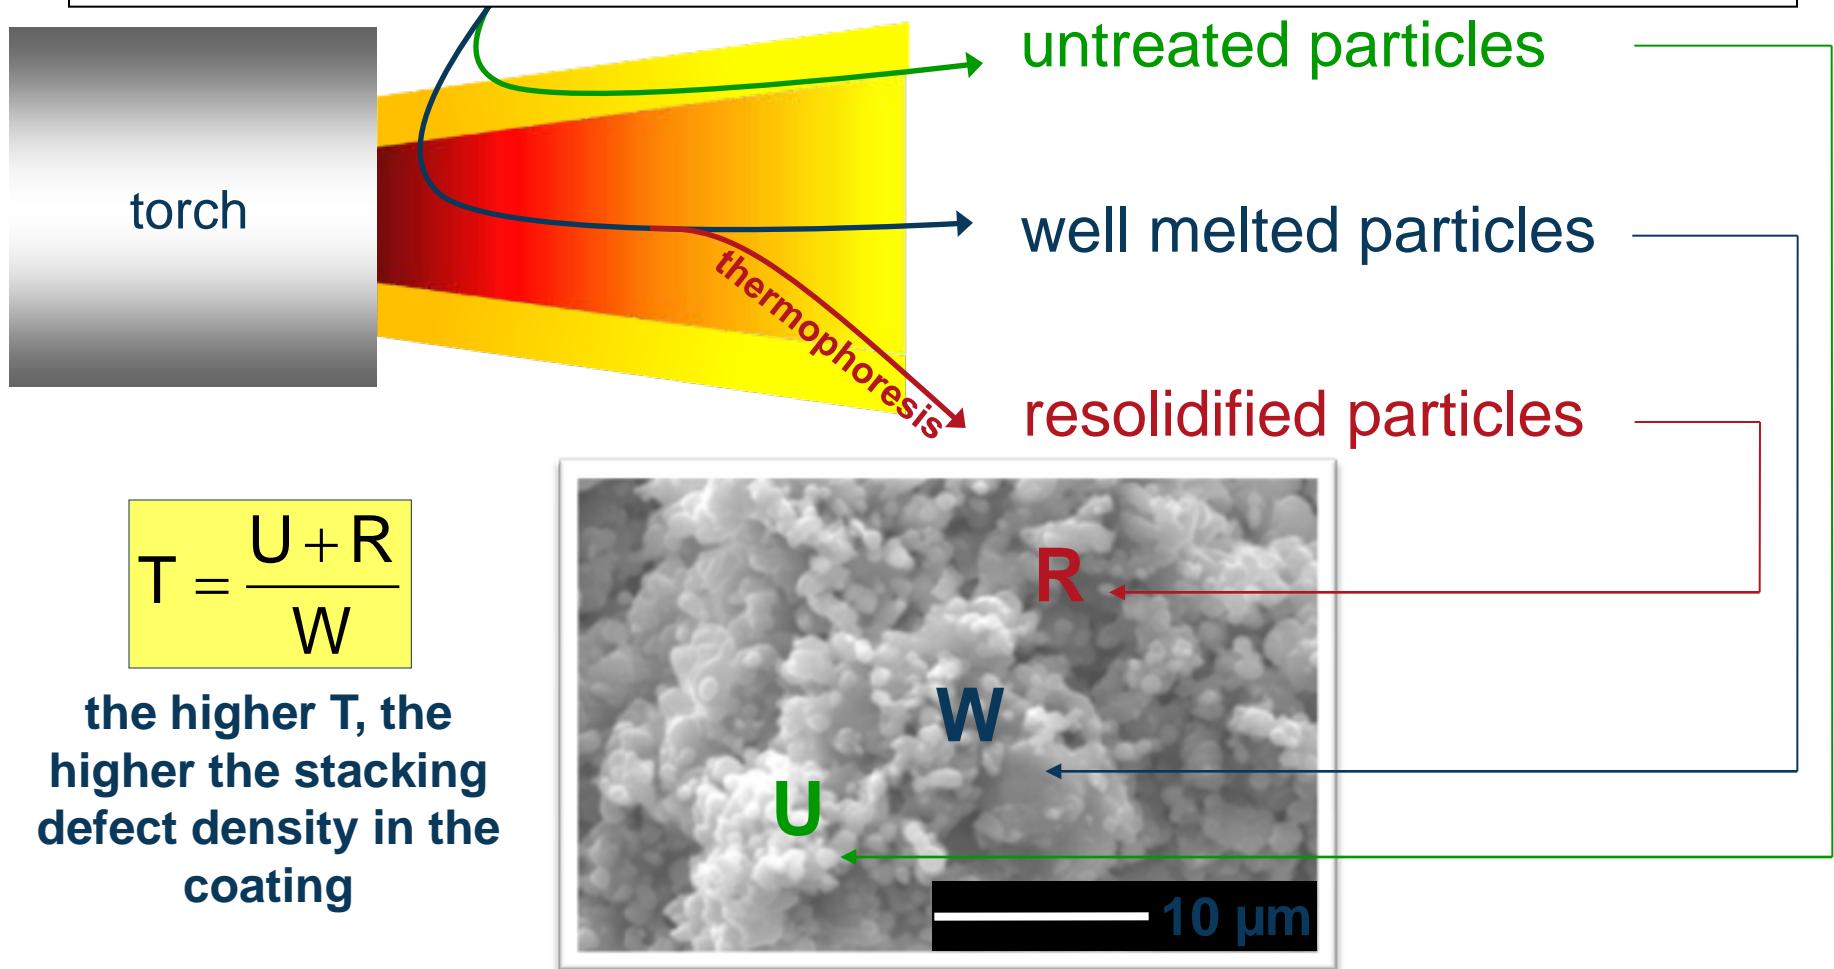 untreated particles
torch
well melted particles
thermophoresis
resolidified particles
T = U + R / W
the higher T, the
higher the stacking
defect density in the
coating
R
W
U
10 µm